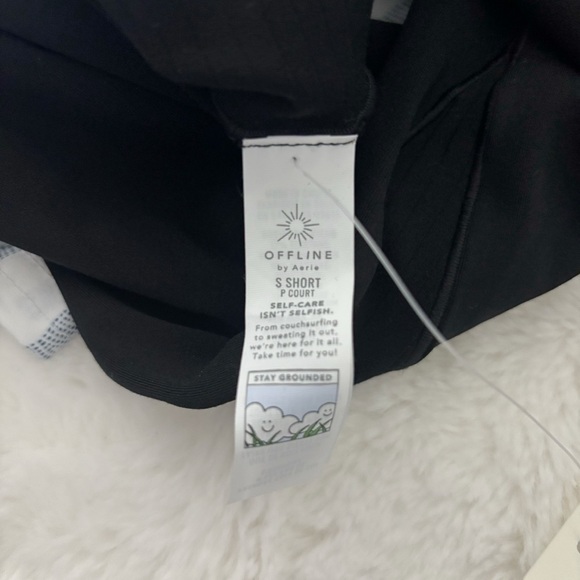 OFFLINE
by Aerie
S SHORT
P COURT
SELF-CARE
ISN'T SELFISH.
From couchsurfing
to sweating it out,
we're here for it all.
Take time for you!
STAY GROUNDED